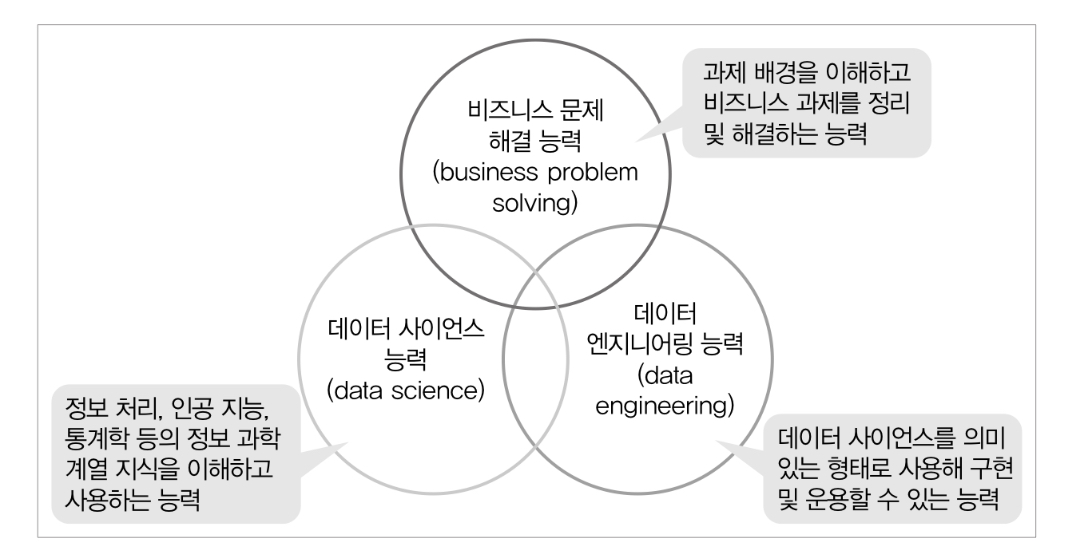 비즈니스 문제
해결 능력
(business problem
solving)
과제 배경을 이해하고
비즈니스 과제를 정리
및 해결하는 능력
데이터 사이언스
능력
(data science)
데이터
엔지니어링 능력
(data
engineering)
정보 처리, 인공 지능,
통계학 등의 정보 과학
계열 지식을 이해하고
사용하는 능력
데이터 사이언스를 의미
있는 형태로 사용해 구현
및 운용할 수 있는 능력